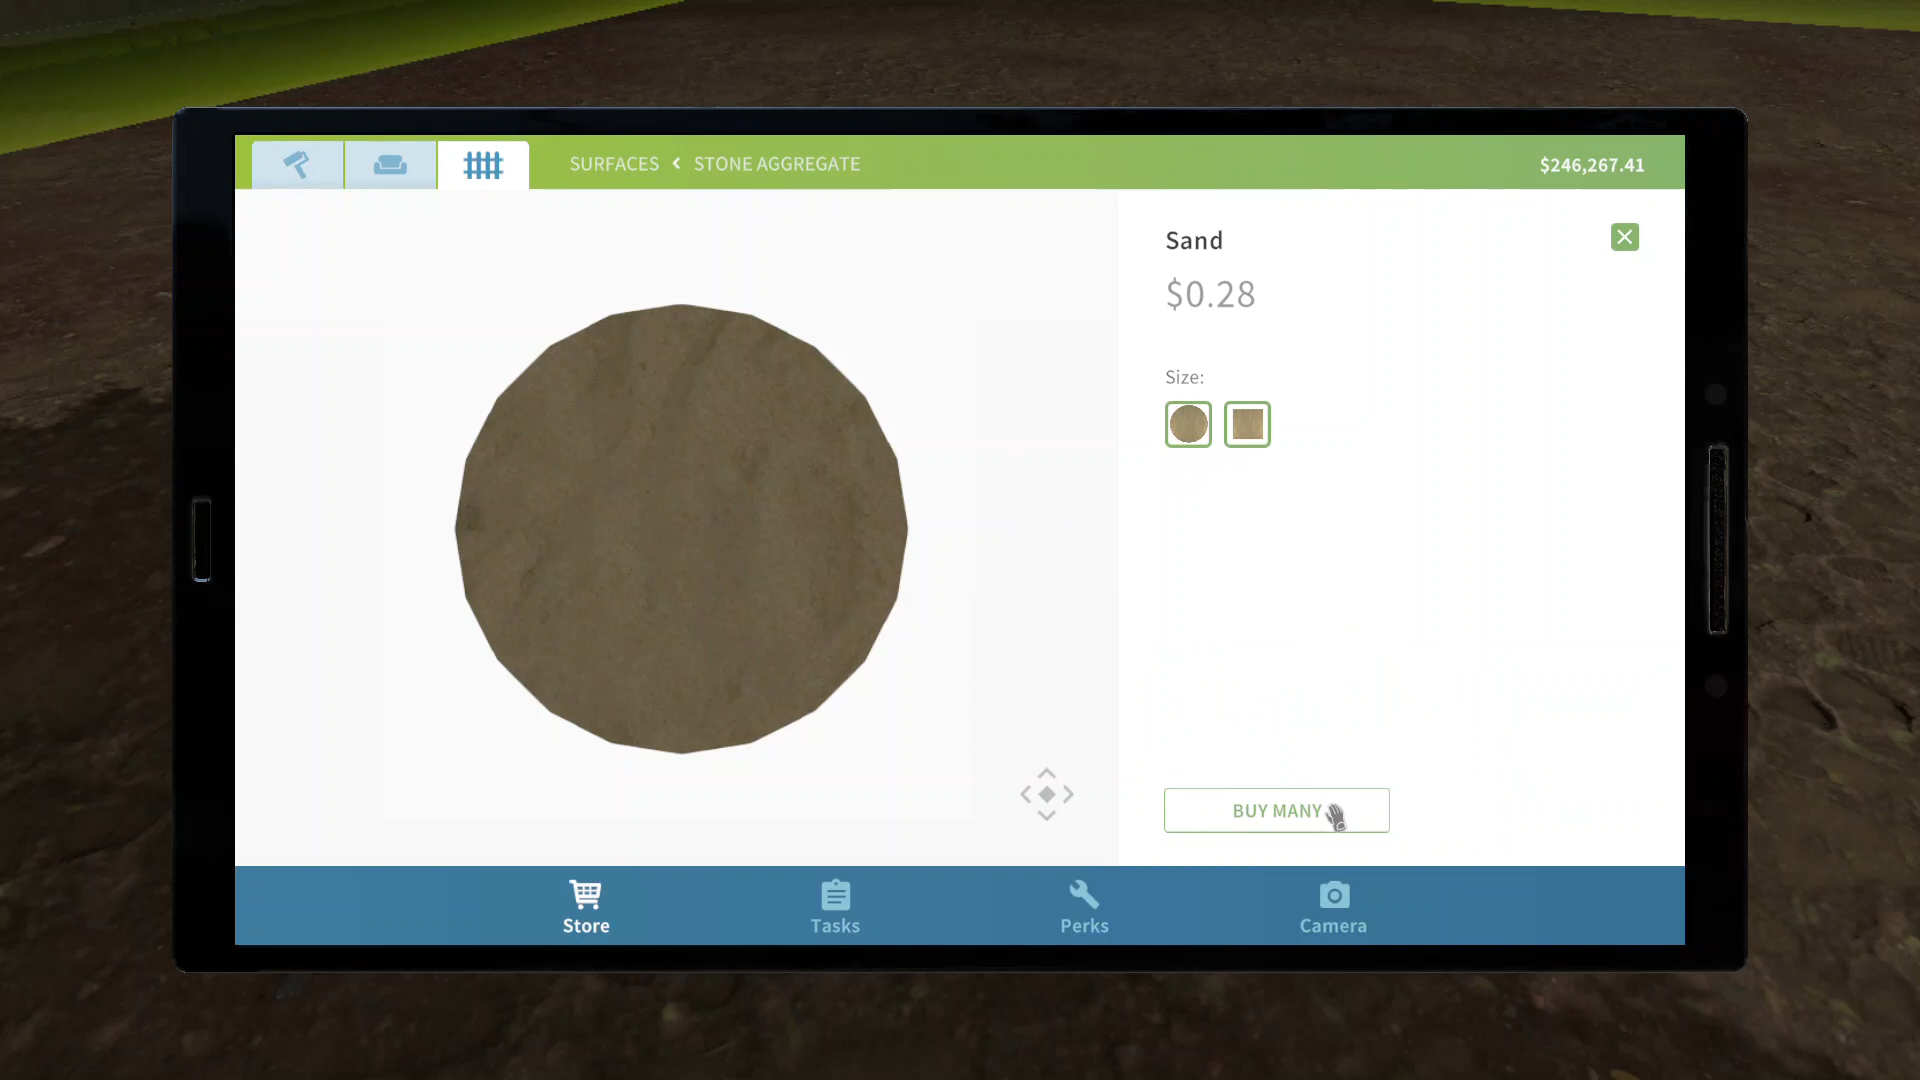 SURFACES < STONE AGGREGATE
$246,267.41
Sand
$0.28
Size:
BUY MANY
Store
Tasks
Perks
Camera